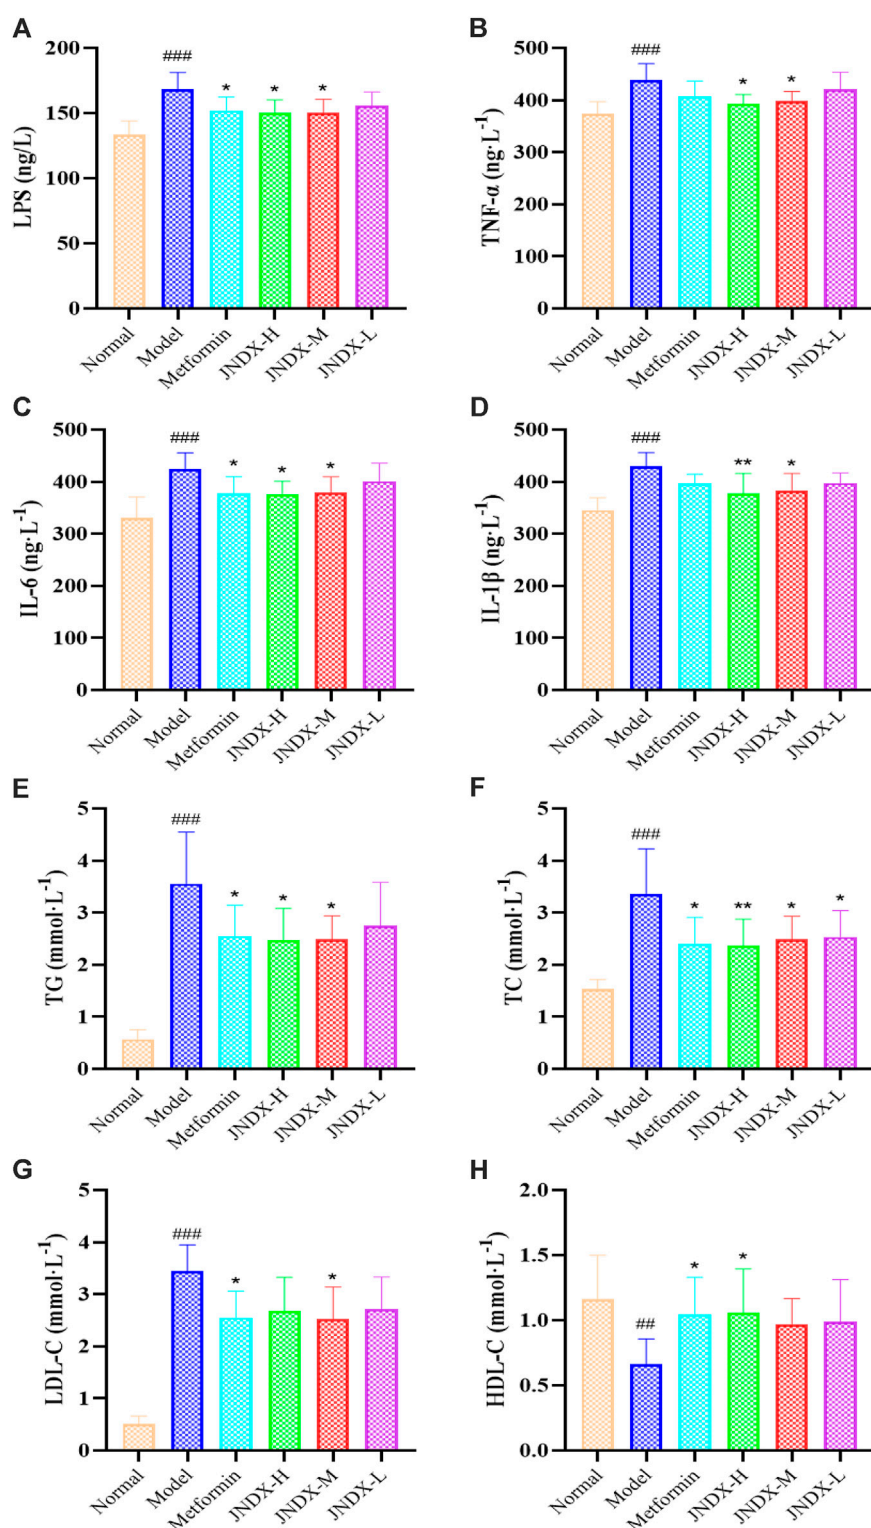 A
LPS (ng/L)
200
150
100
50
0
###
*
*
*
Normal
Model
Metformin
JNDX-H
JNDX-M
JNDX-L
B
TNF-α (ng·L⁻¹)
500
400
300
200
100
0
###
*
*
Normal
Model
Metformin
JNDX-H
JNDX-M
JNDX-L
C
IL-6 (ng·L⁻¹)
500
400
300
200
100
0
###
*
*
*
Normal
Model
Metformin
JNDX-H
JNDX-M
JNDX-L
D
IL-1β (ng·L⁻¹)
500
400
300
200
100
0
###
**
*
Normal
Model
Metformin
JNDX-H
JNDX-M
JNDX-L
E
TG (mmol·L⁻¹)
5
4
3
2
1
0
###
*
*
*
Normal
Model
Metformin
JNDX-H
JNDX-M
JNDX-L
F
TC (mmol·L⁻¹)
5
4
3
2
1
0
###
*
**
*
*
Normal
Model
Metformin
JNDX-H
JNDX-M
JNDX-L
G
LDL-C (mmol·L⁻¹)
5
4
3
2
1
0
###
*
*
Normal
Model
Metformin
JNDX-H
JNDX-M
JNDX-L
H
HDL-C (mmol·L⁻¹)
2.0
1.5
1.0
0.5
0.0
##
*
*
Normal
Model
Metformin
JNDX-H
JNDX-M
JNDX-L